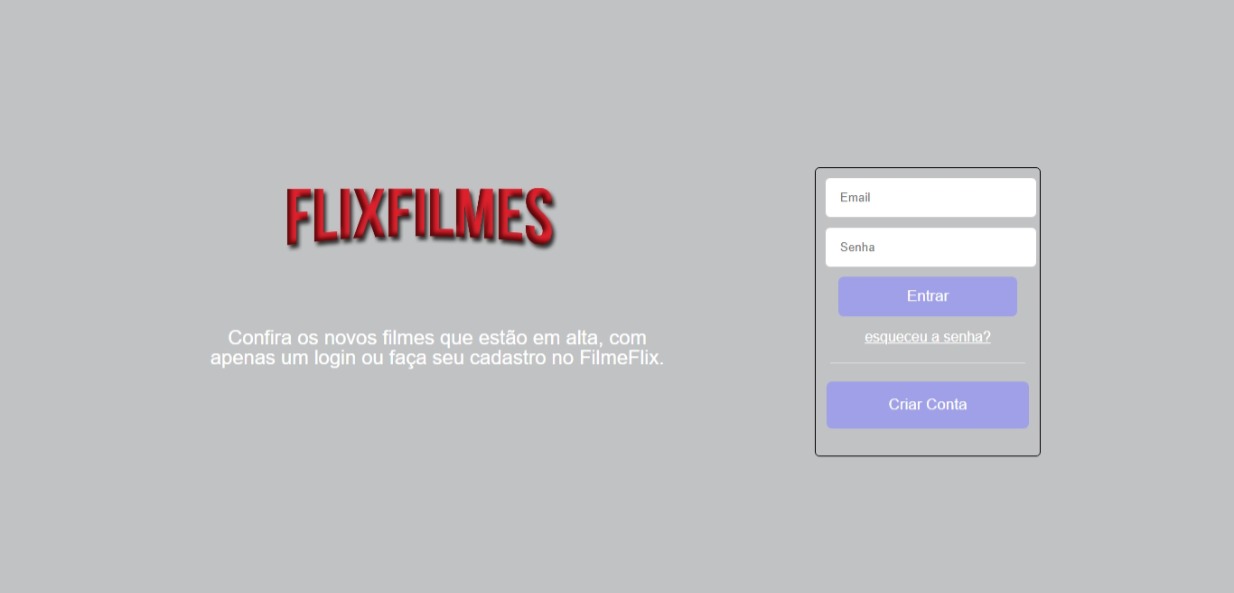 FLIXFILMES
Confira os novos filmes que estão em alta, com
apenas um login ou faça seu cadastro no FilmeFlix.
Email
Senha
Entrar
esqueceu a senha?
Criar Conta